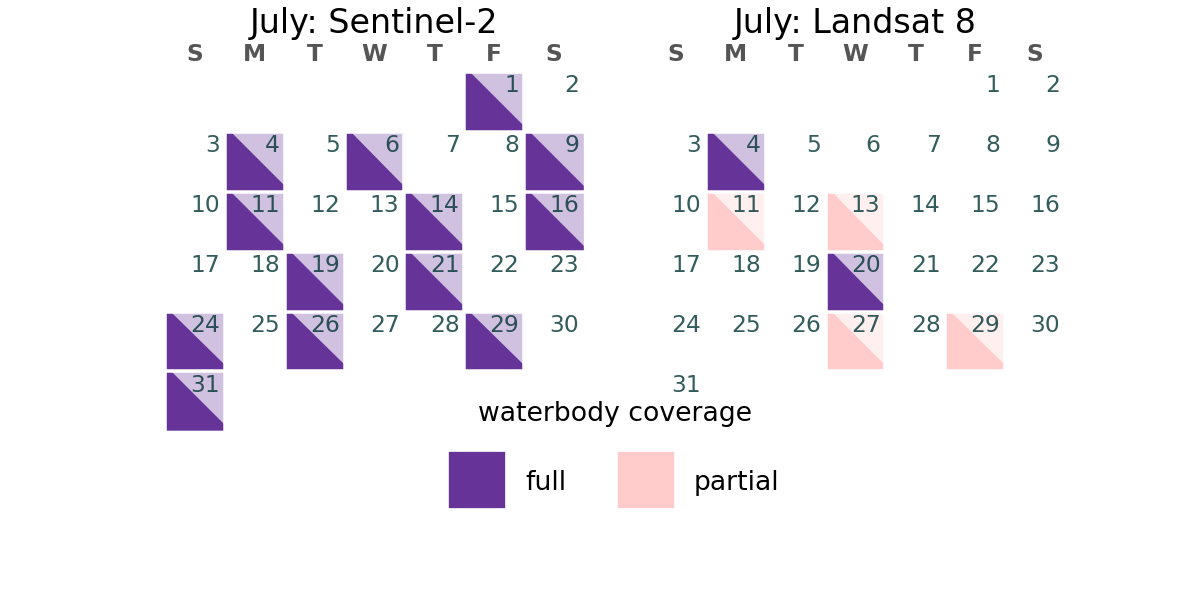 July: Sentinel-2
S M T W T F S
1 2
3 4 5 6 7 8 9
10 11 12 13 14 15 16
17 18 19 20 21 22 23
24 25 26 27 28 29 30
31
July: Landsat 8
S M T W T F S
1 2
3 4 5 6 7 8 9
10 11 12 13 14 15 16
17 18 19 20 21 22 23
24 25 26 27 28 29 30
31
waterbody coverage
full partial